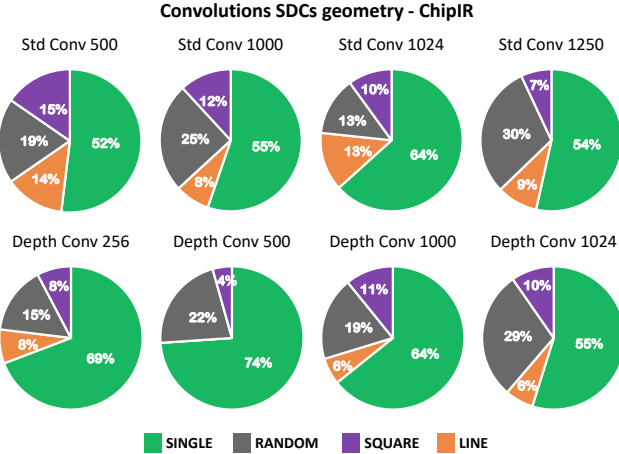 Convolutions SDCs geometry - ChipIR
Std Conv 500 Std Conv 1000 Std Conv 1024 Std Conv 1250
15% 52% 19% 14%
12% 55% 25% 8%
10% 64% 13% 13%
7% 54% 30% 9%
Depth Conv 256 Depth Conv 500 Depth Conv 1000 Depth Conv 1024
8% 69% 15% 8%
4% 74% 22%
11% 64% 19% 6%
10% 55% 29% 6%
SINGLE RANDOM SQUARE LINE